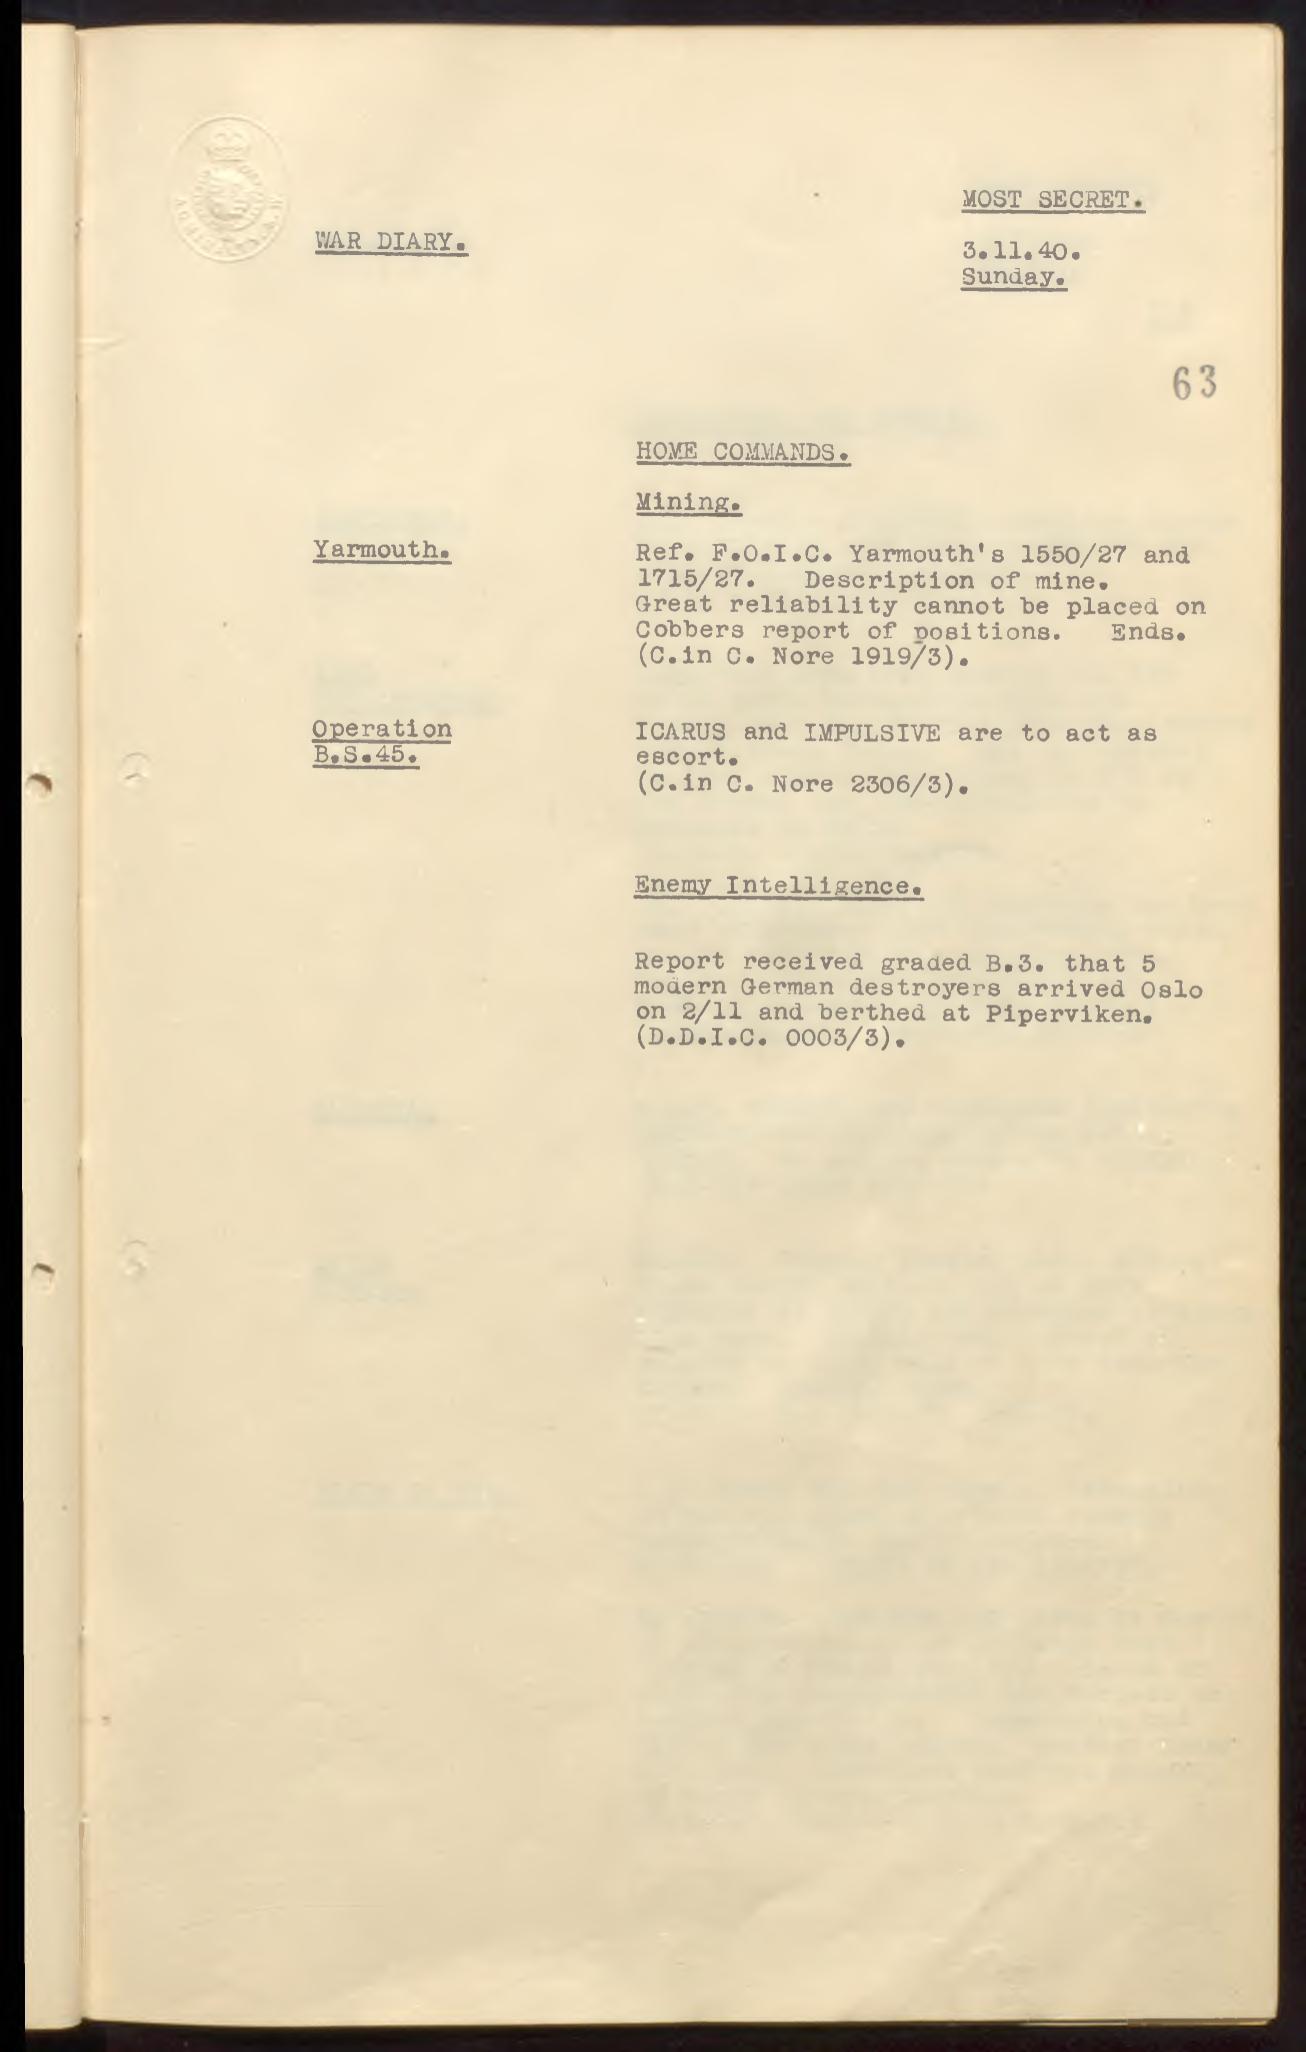 MOST SECRET.
WAR DIARY.
3.11.40.
Sunday.
63
HOME COMMANDS.
Mining.
Yarmouth.
Ref. F.O.I.C. Yarmouth's 1550/27 and
1715/27. Description of mine.
Great reliability cannot be placed on
Cobbers report of positions. Ends.
(C.in C. Nore 1919/3).
Operation
B.S.45.
ICARUS and IMPULSIVE are to act as
escort.
(C.in C. Nore 2306/3).
Enemy Intelligence.
Report received graded B.3. that 5
modern German destroyers arrived Oslo
on 2/11 and berthed at Piperviken.
(D.D.I.C. 0003/3).